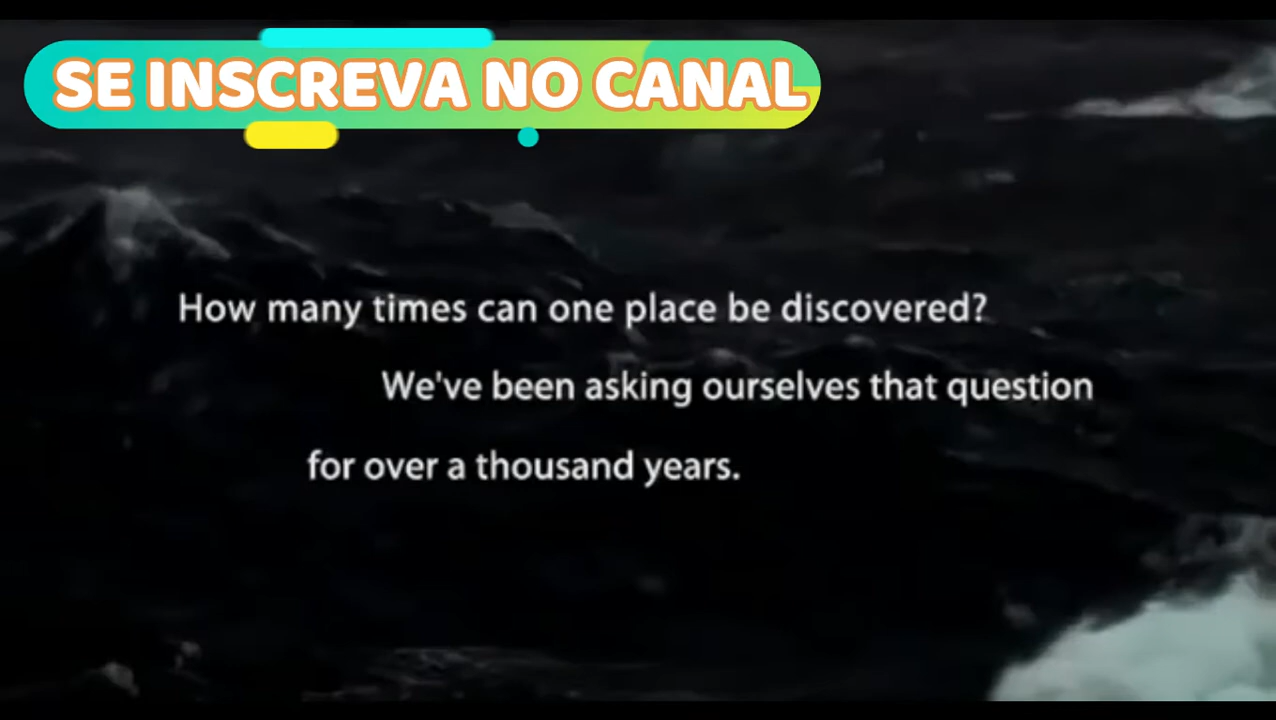 SE INSCREVA NO CANAL
How many times can one place be discovered?
We've been asking ourselves that question
for over a thousand years.